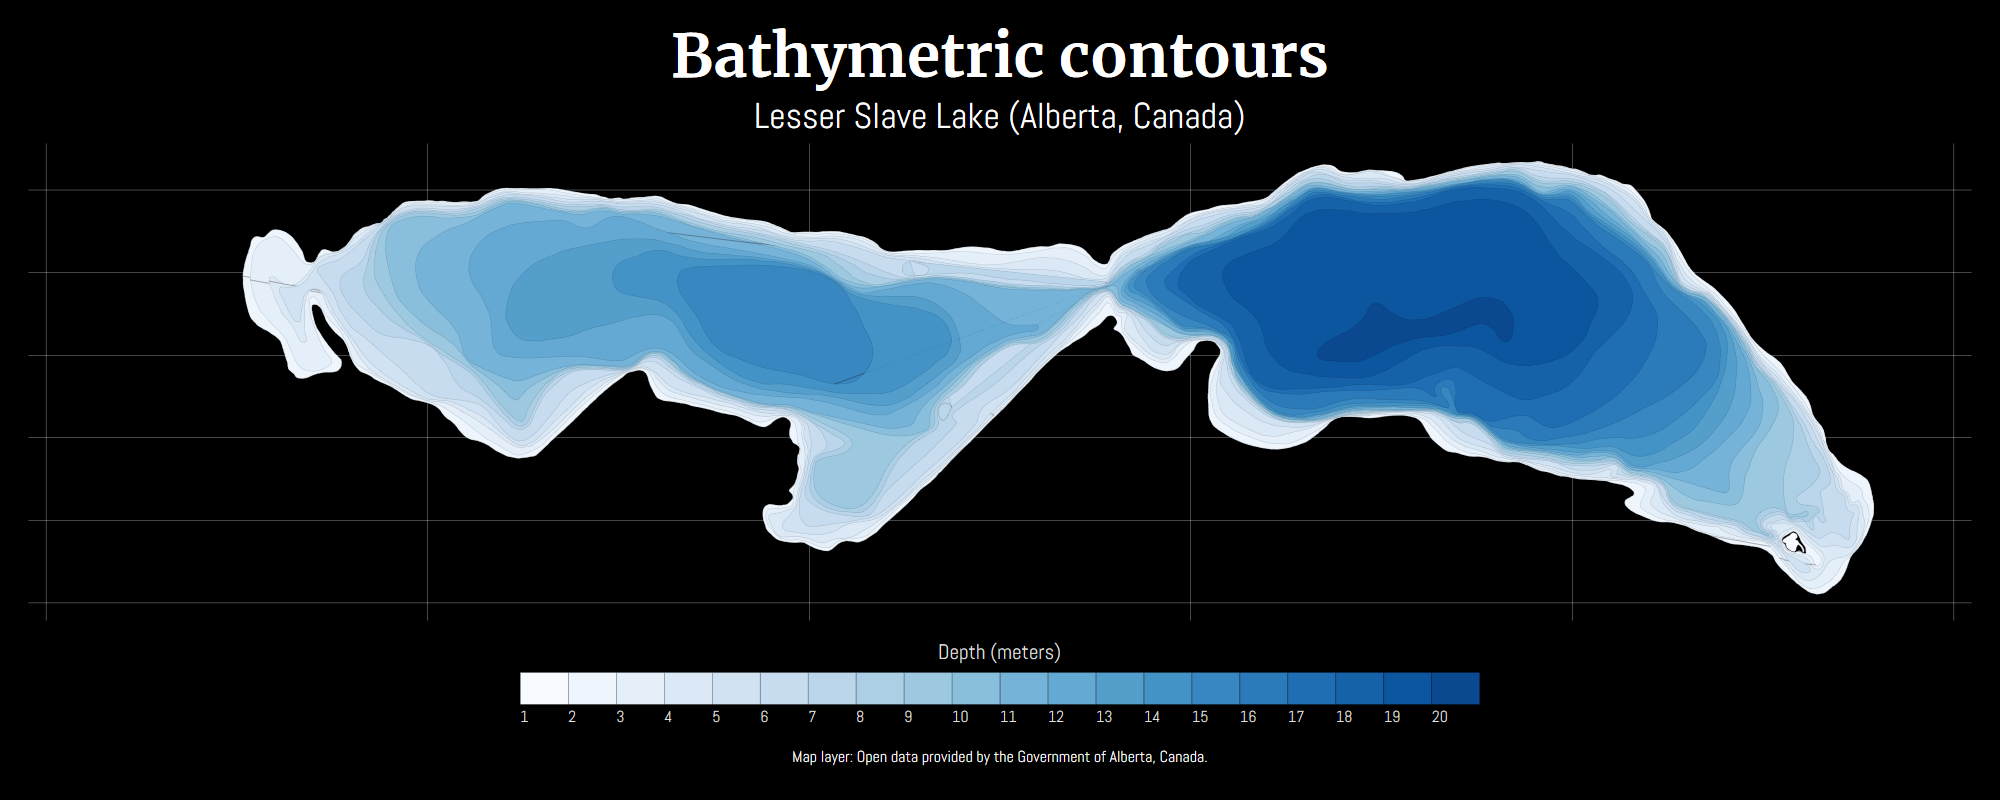 Bathymetric contours
Lesser Slave Lake (Alberta, Canada)
Depth (meters)
1 2 3 4 5 6 7 8 9 10 11 12 13 14 15 16 17 18 19 20
Map layer: Open data provided by the Government of Alberta, Canada.